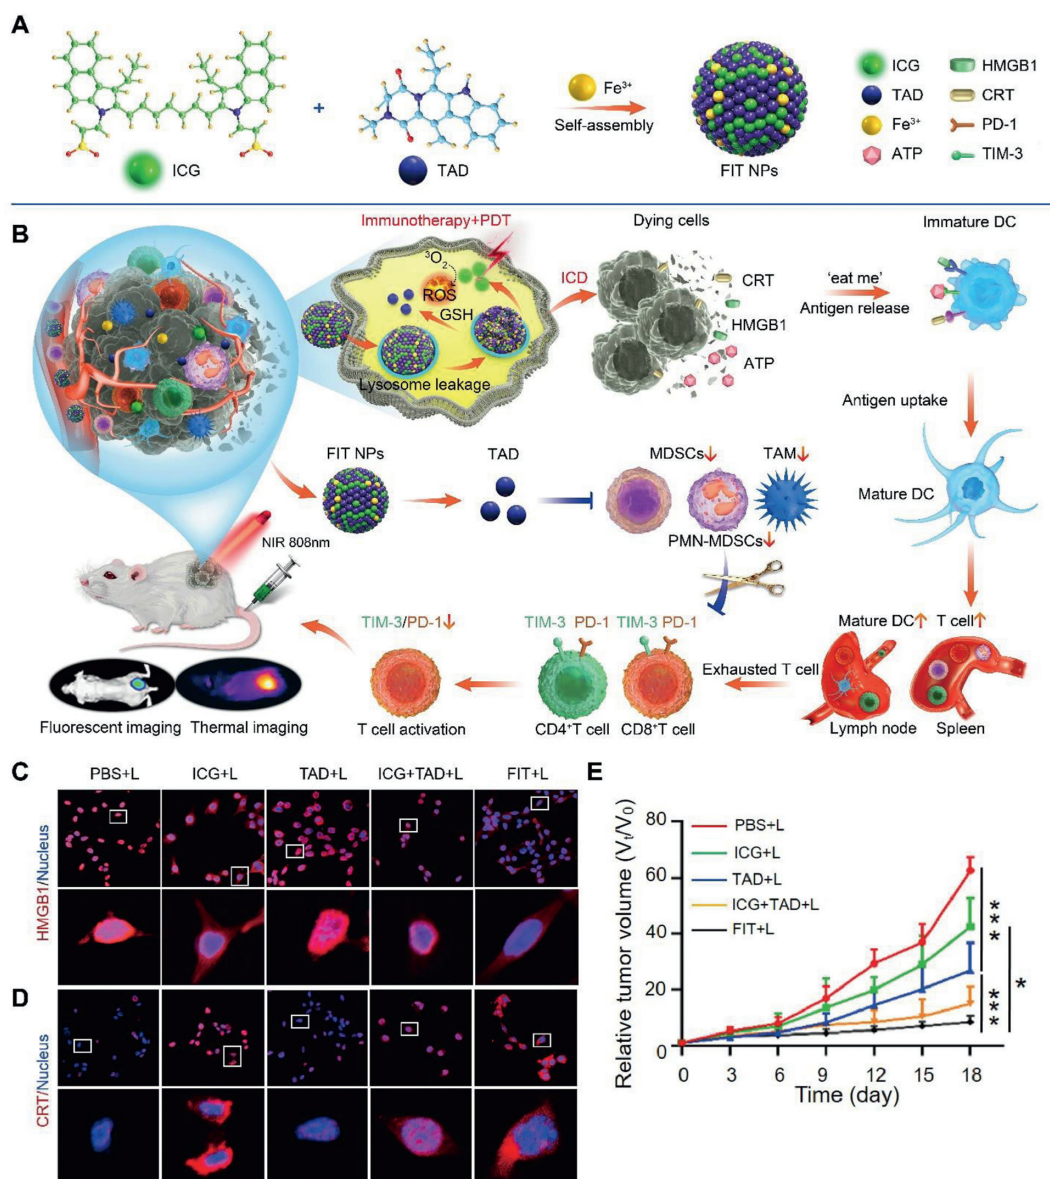 A
ICG
+
TAD
Fe³⁺
Self-assembly
FIT NPs
ICG
TAD
Fe³⁺
ATP
HMGB1
CRT
PD-1
TIM-3
B
Immunotherapy+PDT
³O₂
ROS
GSH
Lysosome leakage
ICD
Dying cells
CRT
HMGB1
ATP
'eat me'
Antigen release
Immature DC
Antigen uptake
Mature DC
FIT NPs
TAD
MDSCs↓
TAM↓
PMN-MDSCs↓
NIR 808nm
Mature DC↑
T cell↑
Lymph node
Spleen
Exhausted T cell
TIM-3 PD-1
TIM-3 PD-1
CD4⁺T cell
CD8⁺T cell
TIM-3/PD-1↓
T cell activation
Fluorescent imaging
Thermal imaging
C
PBS+L
ICG+L
TAD+L
ICG+TAD+L
FIT+L
HMGB1/Nucleus
D
CRT/Nucleus
E
Relative tumor volume (Vt/V0)
80
60
40
20
0
PBS+L
ICG+L
TAD+L
ICG+TAD+L
FIT+L
***
*
***
0 3 6 9 12 15 18
Time (day)